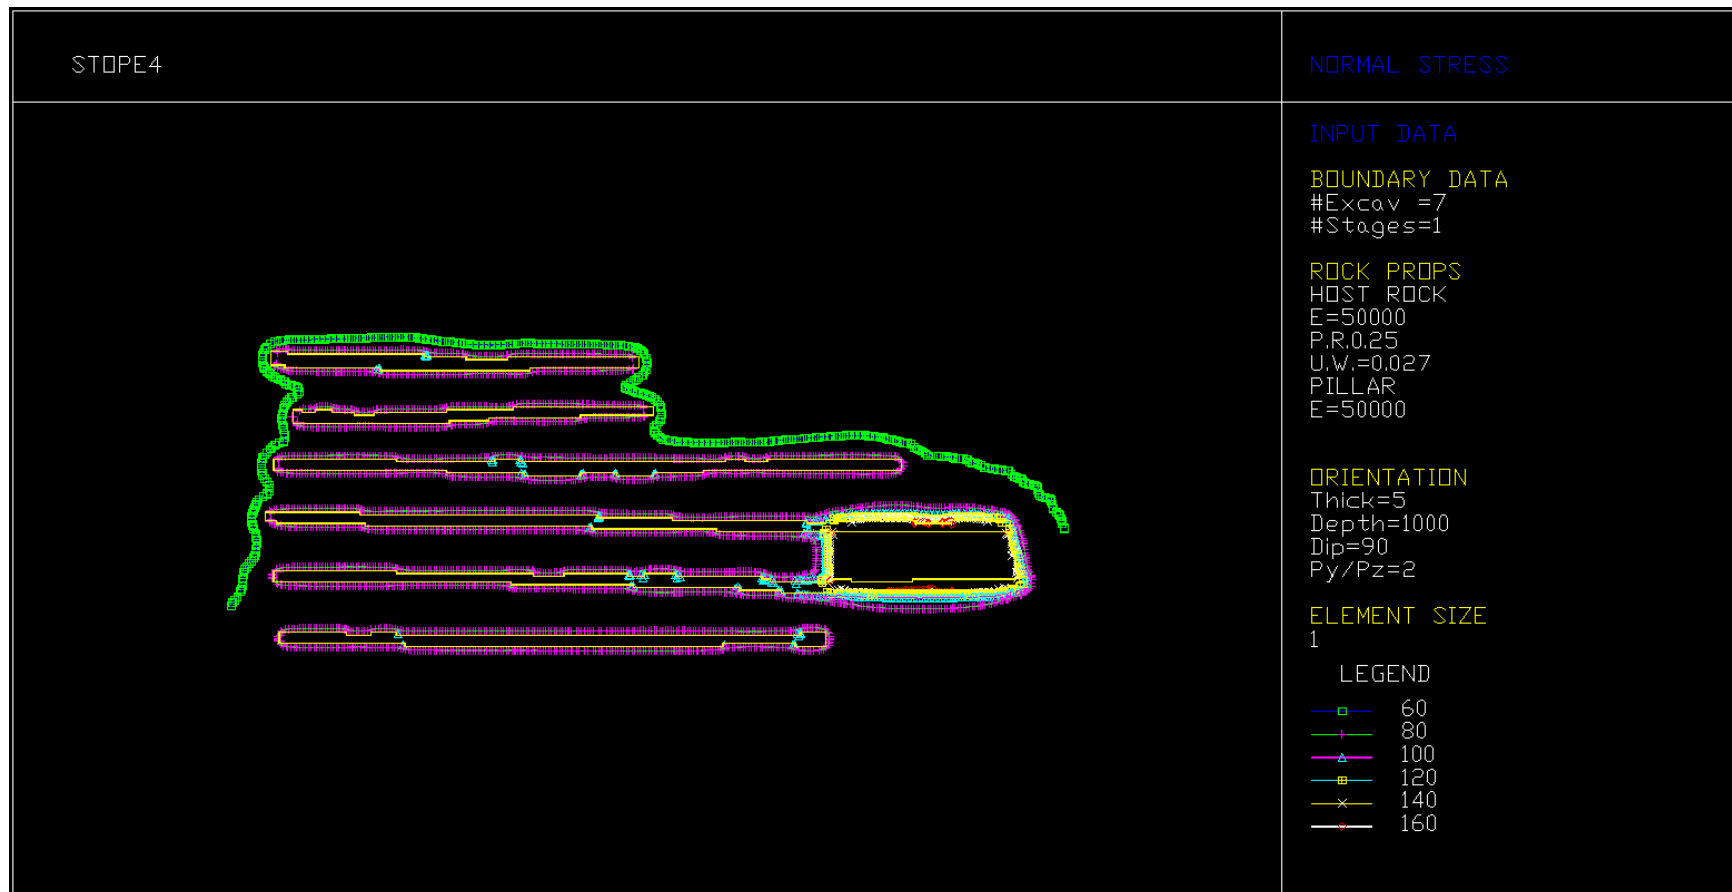 STOPE4
NORMAL STRESS
INPUT DATA
BOUNDARY DATA
#Excav =7
#Stages=1
ROCK PROPS
HOST ROCK
E=50000
P.R.0.25
U.W.=0.027
PILLAR
E=50000
ORIENTATION
Thick=5
Depth=1000
Dip=90
Py/Pz=2
ELEMENT SIZE
1
LEGEND
60
80
100
120
140
160